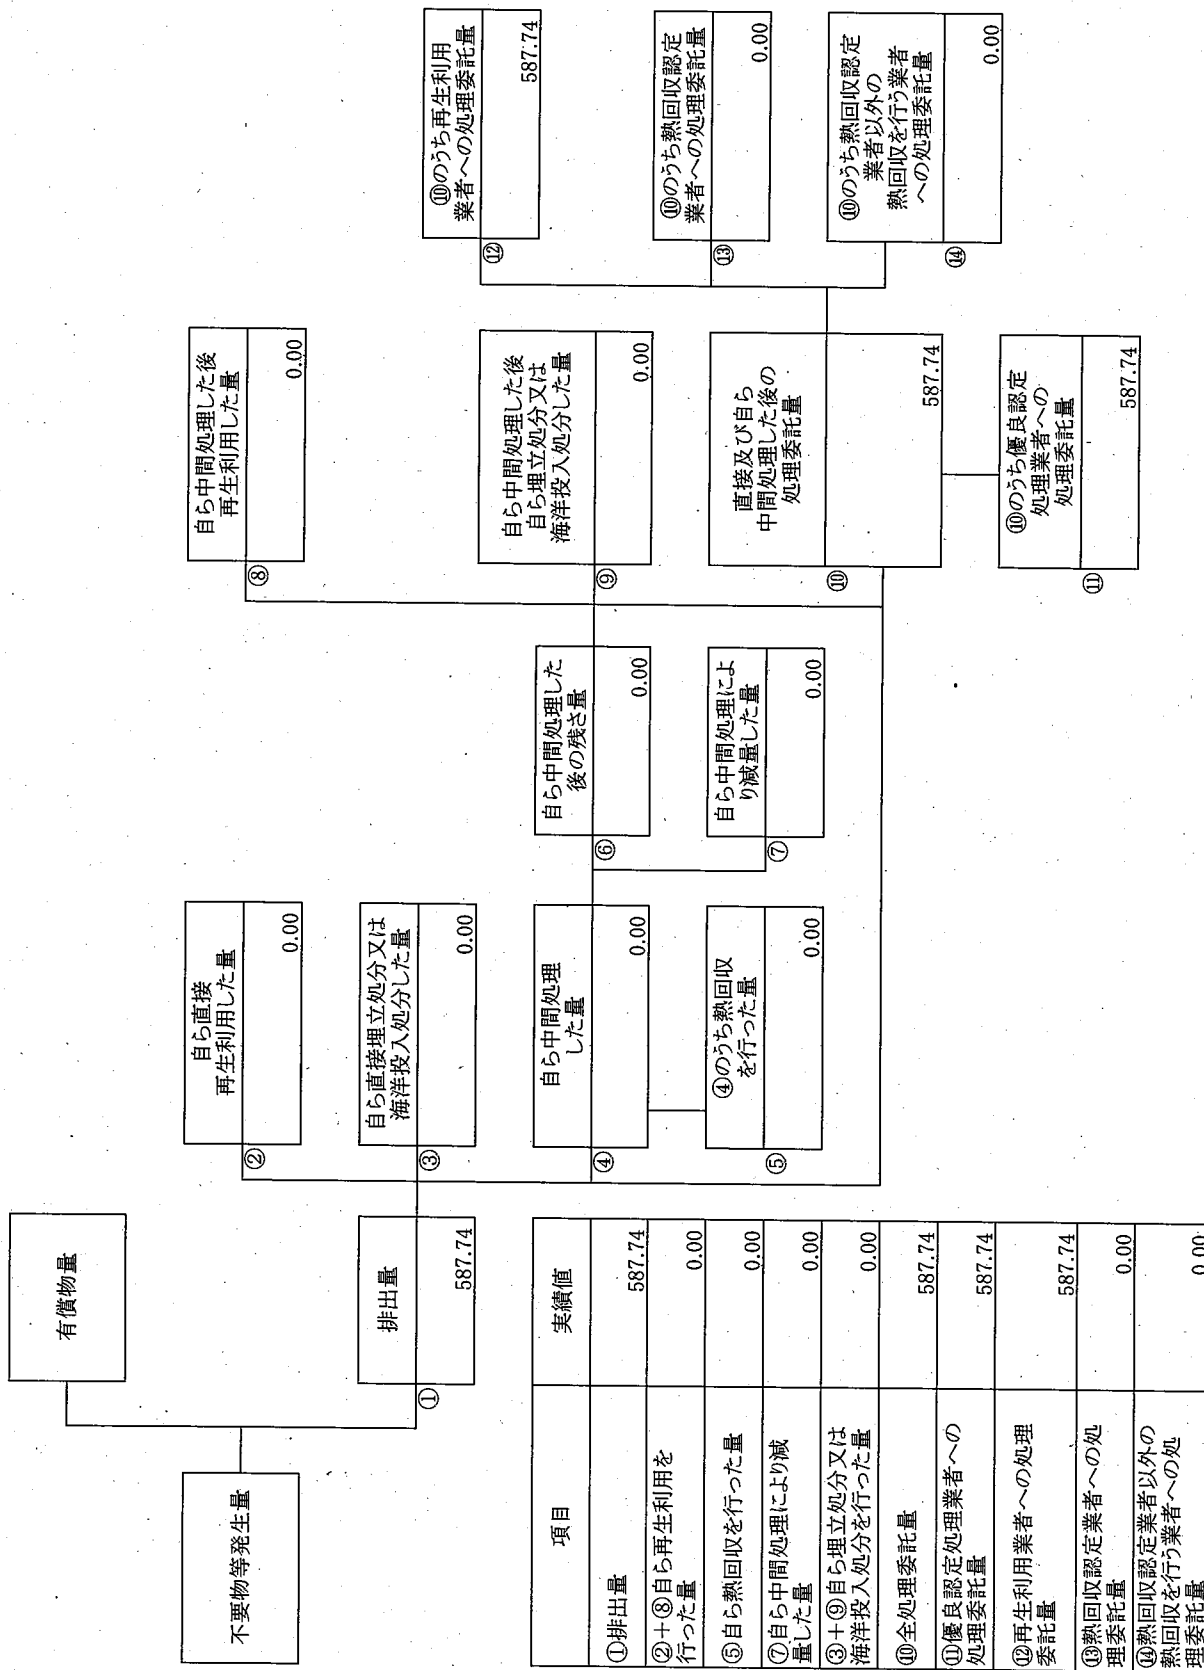 不要物等発生量
有償物量
排出量
①
587.74
②
自ら直接
再生利用した量
0.00
③
自ら直接埋立処分又は
海洋投入処分した量
0.00
④
自ら中間処理
した量
0.00
⑤
④のうち熱回収
を行った量
0.00
⑥
自ら中間処理した
後の残さ量
0.00
⑦
自ら中間処理によ
り減量した量
0.00
⑧
自ら中間処理した後
再生利用した量
0.00
⑨
自ら中間処理した後
自ら埋立処分又は
海洋投入処分した量
0.00
⑩
直接及び自ら
中間処理した後の
処理委託量
587.74
⑪
⑩のうち優良認定
処理業者への
処理委託量
587.74
⑫
⑩のうち再生利用
業者への処理委託量
587.74
⑬
⑩のうち熱回収認定
業者への処理委託量
0.00
⑭
⑩のうち熱回収認定
業者以外の
熱回収を行う業者
への処理委託量
0.00
項目 実績値
①排出量 587.74
②+⑧自ら再生利用を
行った量 0.00
⑤自ら熱回収を行った量 0.00
⑦自ら中間処理により減
量した量 0.00
③+⑨自ら埋立処分又は
海洋投入処分を行った量 0.00
⑩全処理委託量 587.74
⑪優良認定処理業者への
処理委託量 587.74
⑫再生利用業者への処理
委託量 587.74
⑬熱回収認定業者への処
理委託量 0.00
⑭熱回収認定業者以外の
熱回収を行う業者への処
理委託量 0.00